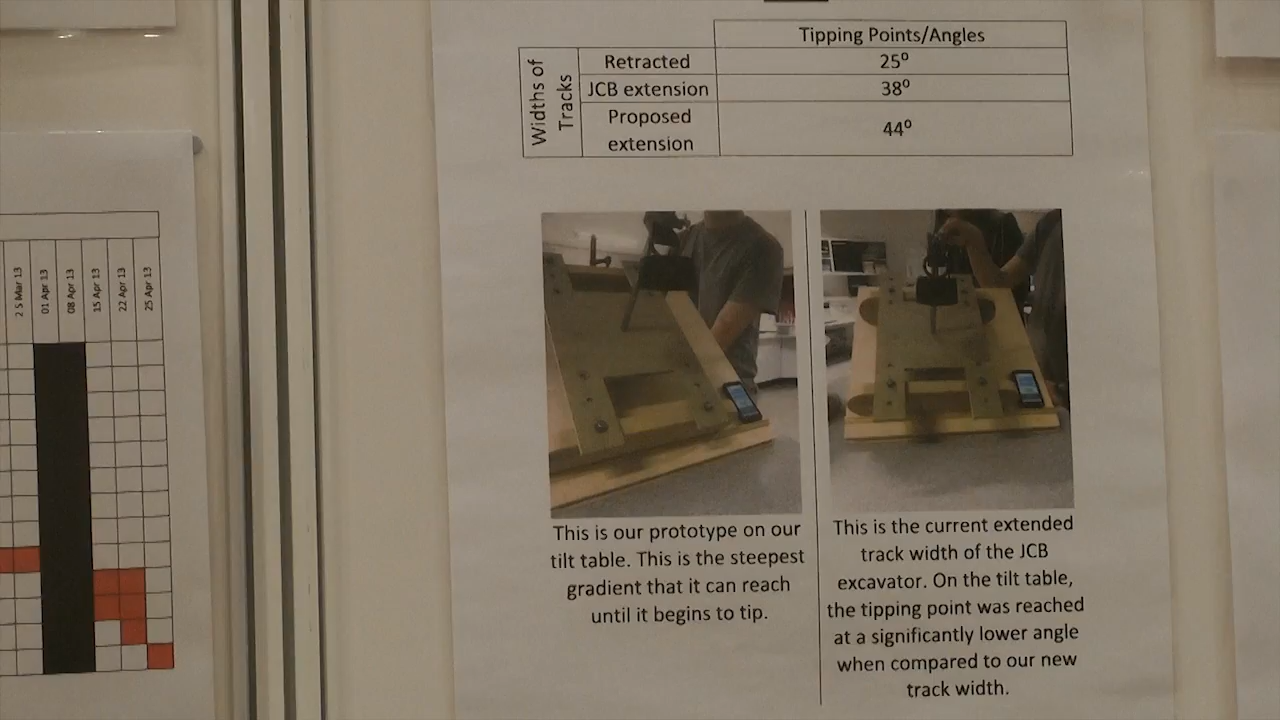 Tipping Points/Angles
Widths of
Tracks
Retracted
25º
JCB extension
38º
Proposed
extension
44º
25 Mar 13
01 Apr 13
08 Apr 13
15 Apr 13
22 Apr 13
25 Apr 13
This is our prototype on our
tilt table. This is the steepest
gradient that it can reach
until it begins to tip.
This is the current extended
track width of the JCB
excavator. On the tilt table,
the tipping point was reached
at a significantly lower angle
when compared to our new
track width.